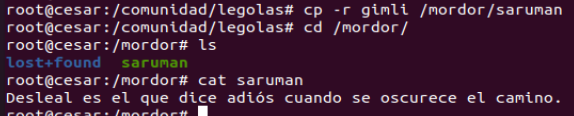 root@cesar:/comunidad/legolas# cp -r gimli /mordor/saruman
root@cesar:/comunidad/legolas# cd /mordor/
root@cesar:/mordor# ls
lost+found  saruman
root@cesar:/mordor# cat saruman
Desleal es el que dice adiós cuando se oscurece el camino.
root@cesar:/mordor#